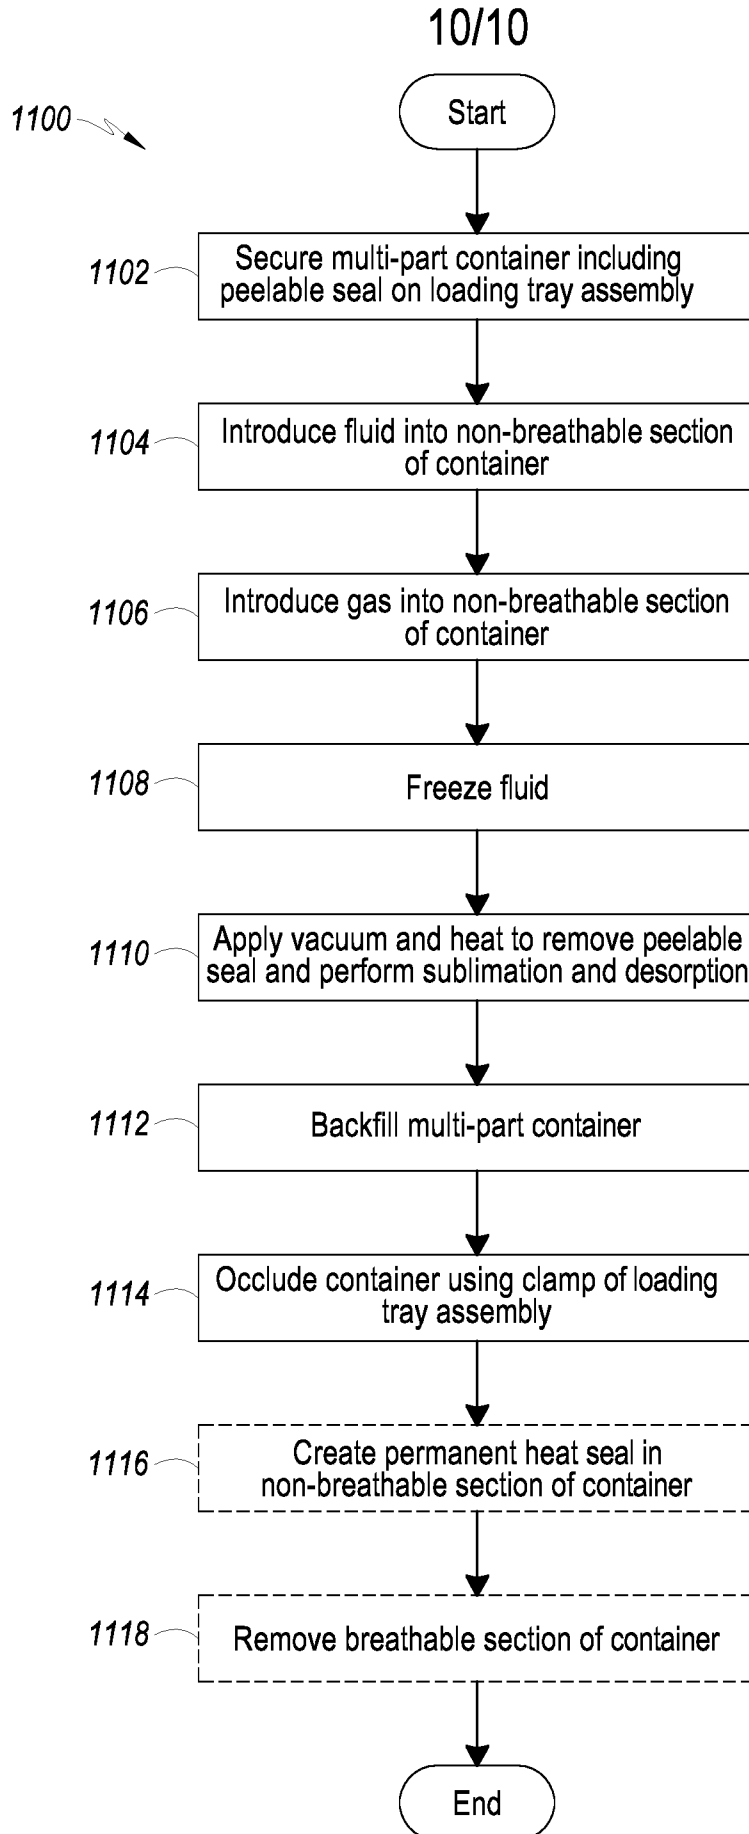 10/10
1100
Start
1102
Secure multi-part container including
peelable seal on loading tray assembly
1104
Introduce fluid into non-breathable section
of container
1106
Introduce gas into non-breathable section
of container
1108
Freeze fluid
1110
Apply vacuum and heat to remove peelable
seal and perform sublimation and desorption
1112
Backfill multi-part container
1114
Occlude container using clamp of loading
tray assembly
1116
Create permanent heat seal in
non-breathable section of container
1118
Remove breathable section of container
End